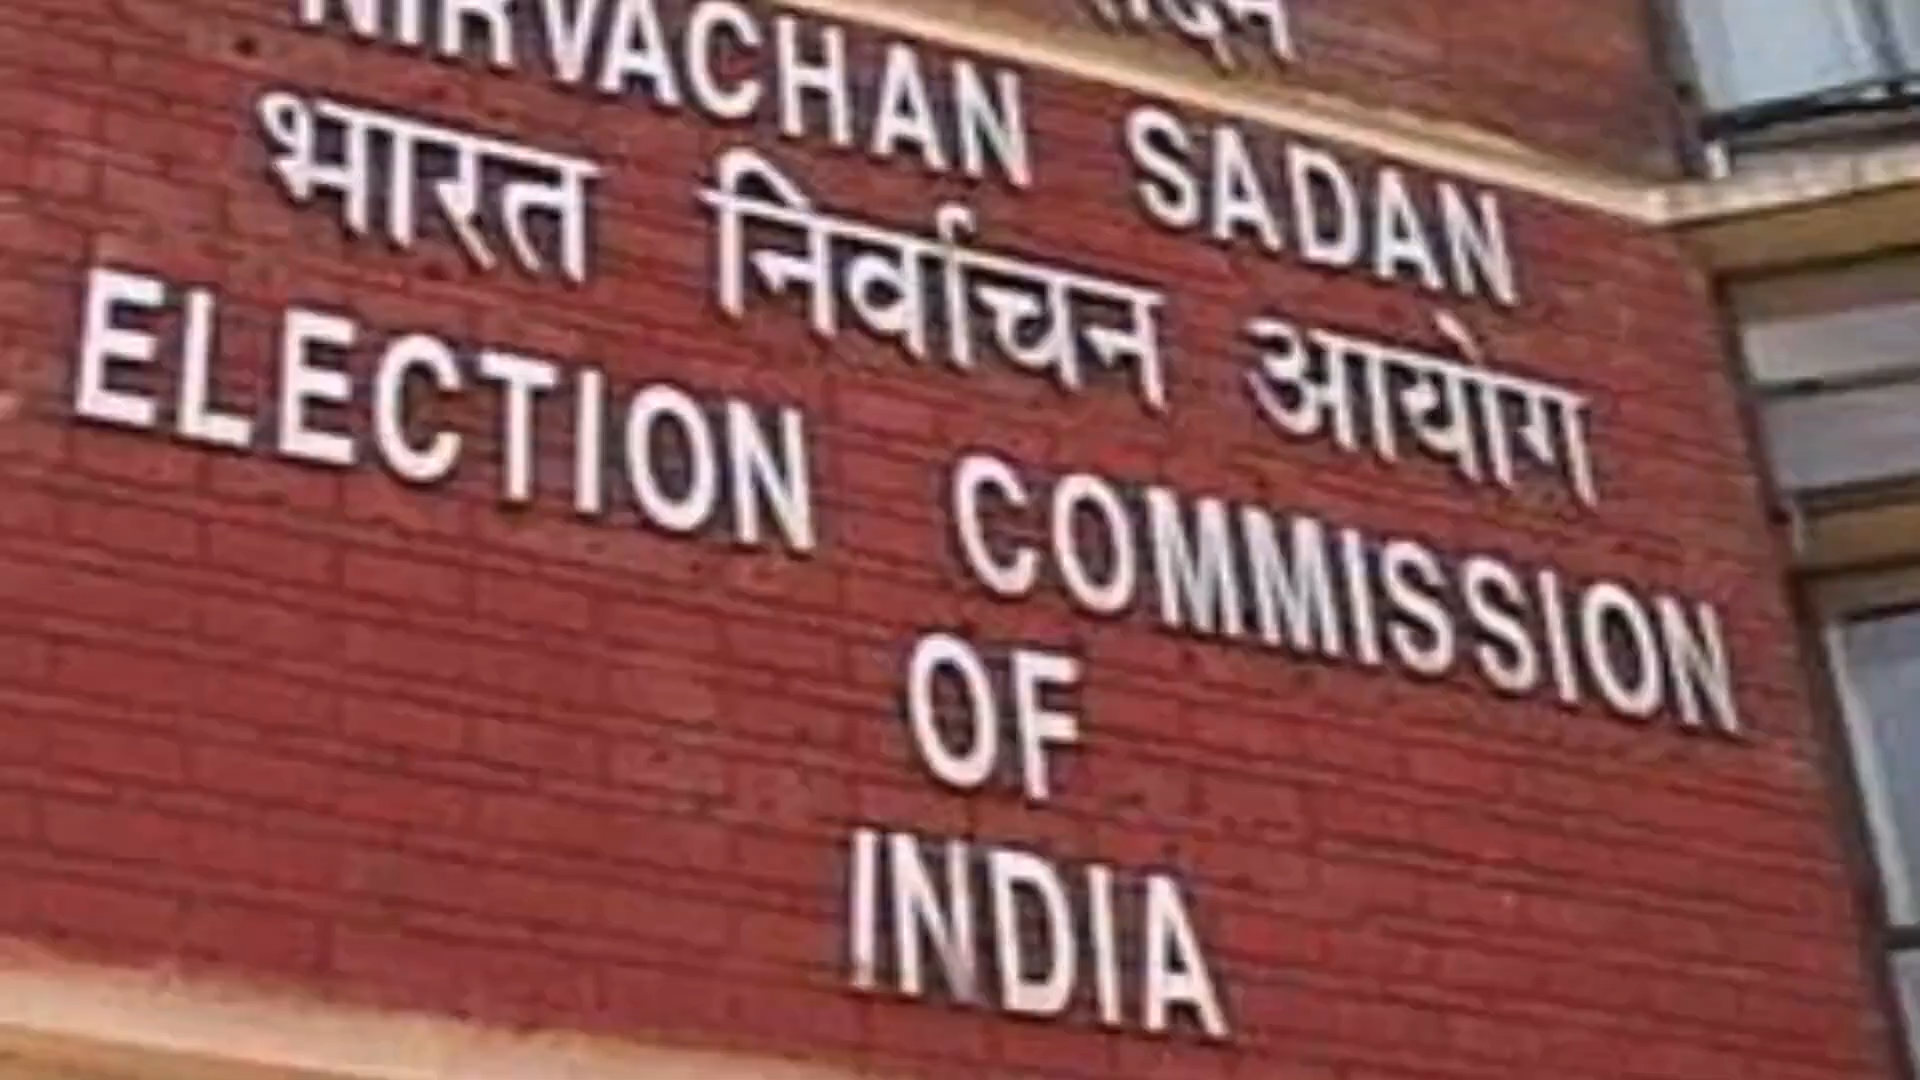 NIRVACHAN SADAN
भारत निर्वाचन आयोग
ELECTION COMMISSION
OF
INDIA